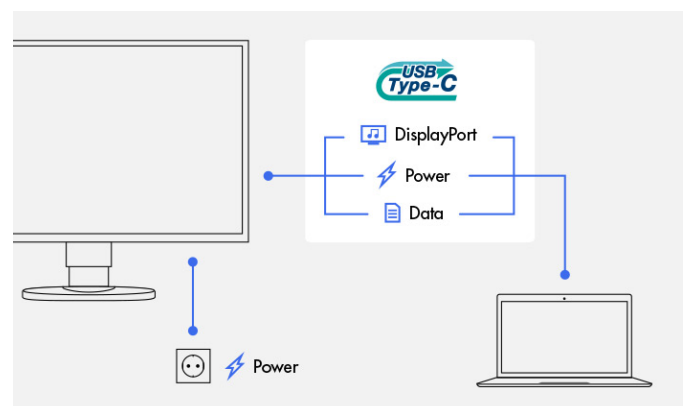 USB
Type-C
DisplayPort
Power
Data
Power